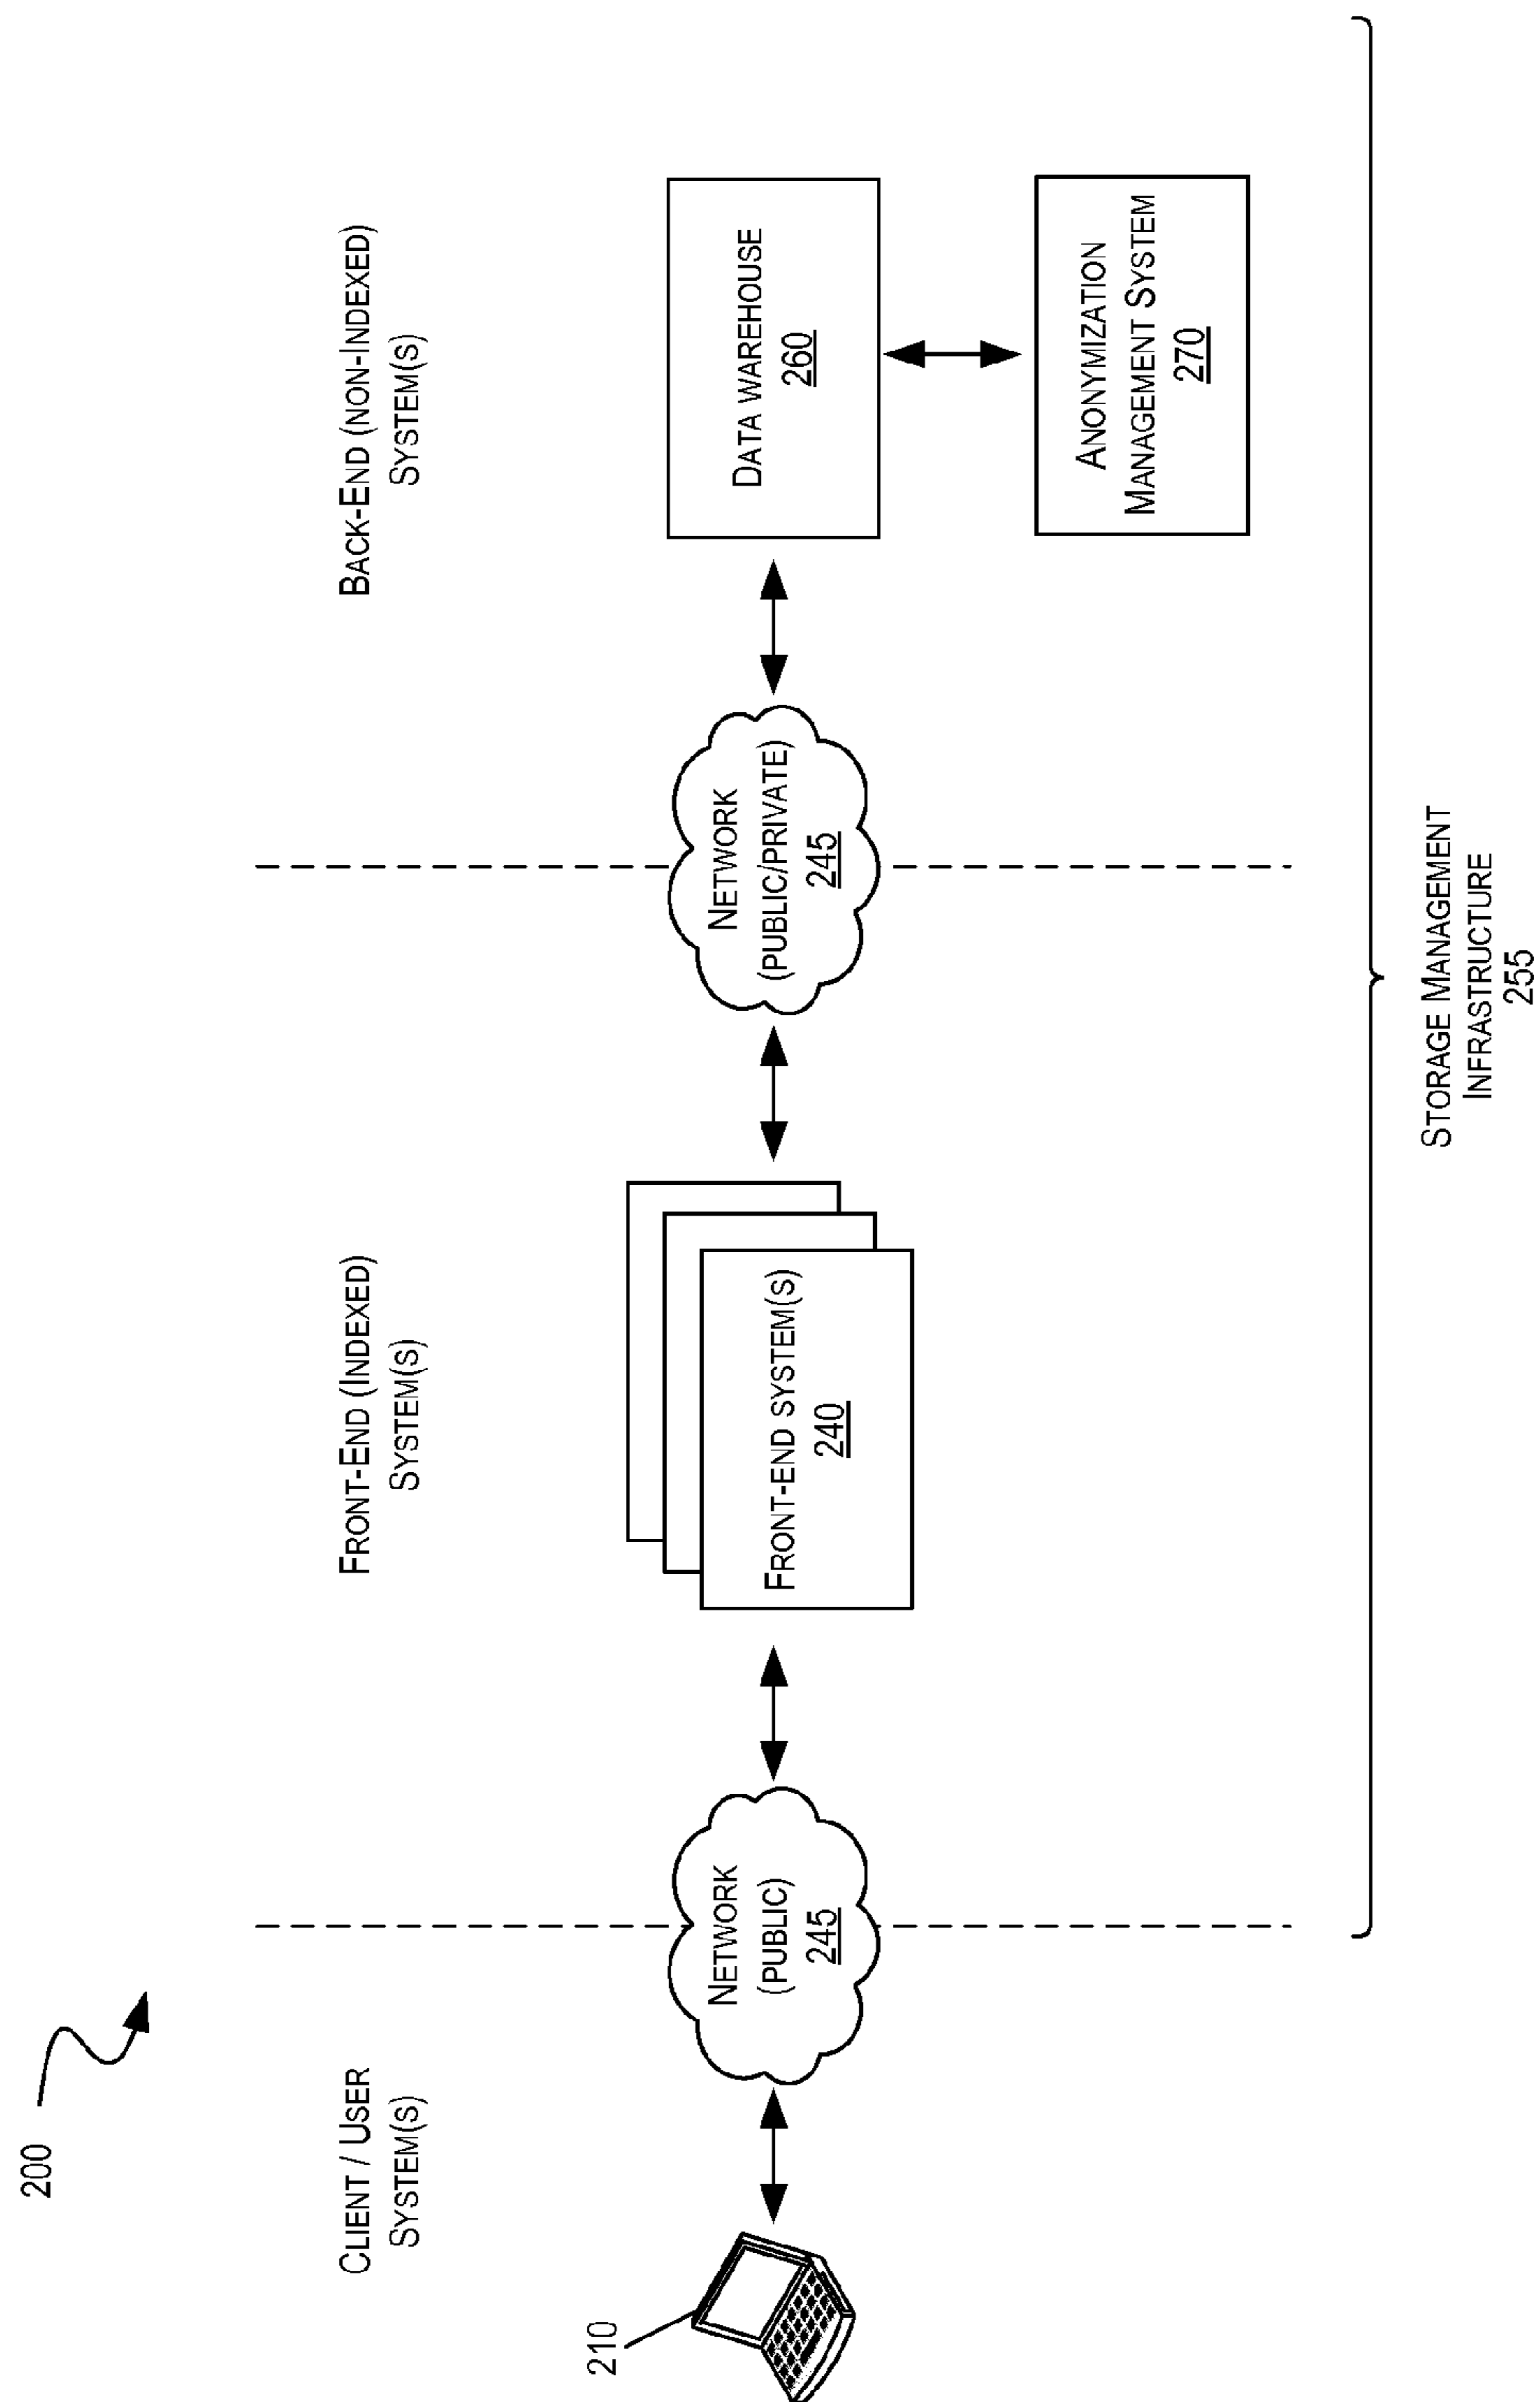 200
CLIENT / USER
SYSTEM(S)
FRONT-END (INDEXED)
SYSTEM(S)
BACK-END (NON-INDEXED)
SYSTEM(S)
210
NETWORK
(PUBLIC)
245
FRONT-END SYSTEM(S)
240
NETWORK
(PUBLIC/PRIVATE)
245
DATA WAREHOUSE
260
ANONYMIZATION
MANAGEMENT SYSTEM
270
STORAGE MANAGEMENT
INFRASTRUCTURE
255